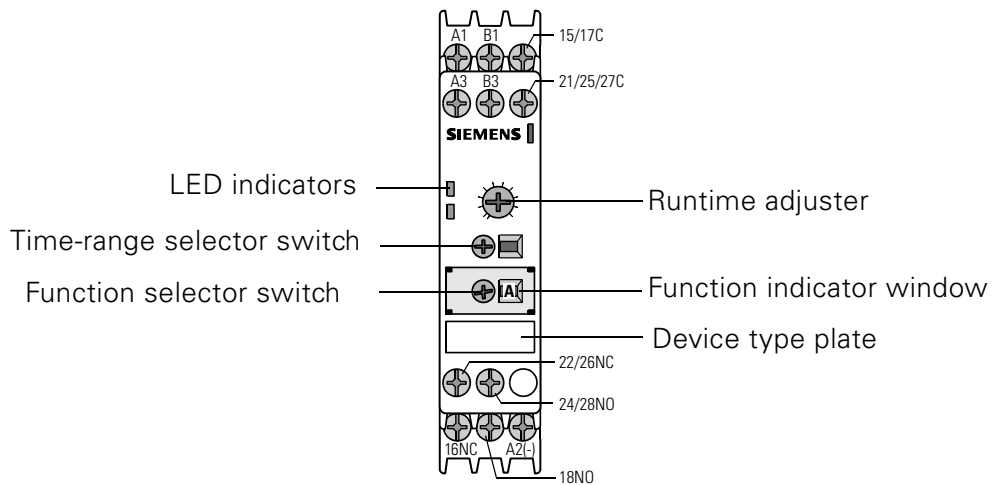 A1 B1
15/17C
A3 B3
21/25/27C
SIEMENS
LED indicators
Runtime adjuster
Time-range selector switch
Function selector switch
A
Function indicator window
Device type plate
22/26NC
24/28NO
16NC
A2(-)
18NO